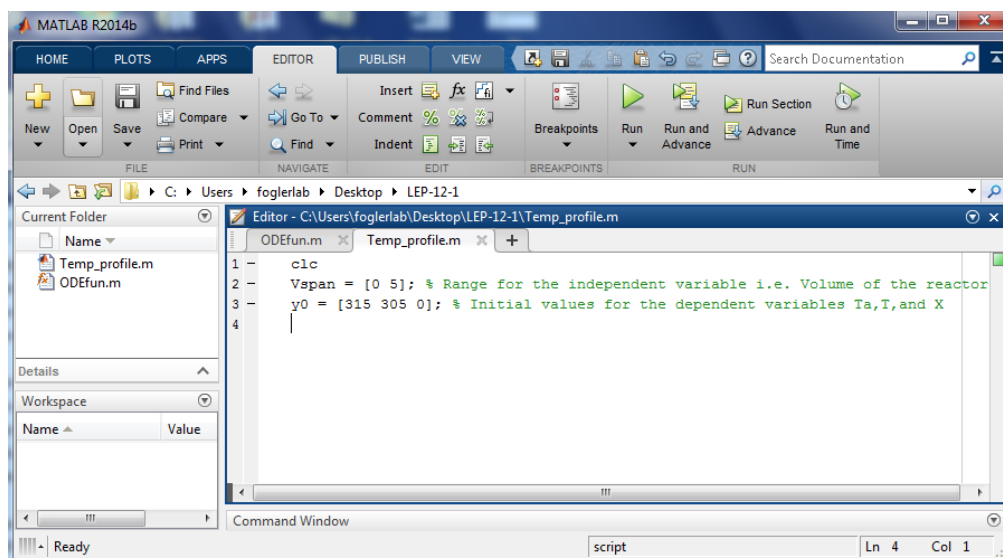 MATLAB R2014b
HOME PLOTS APPS EDITOR PUBLISH VIEW Search Documentation
New Open Save Find Files Compare Print
FILE
Go To Find
NAVIGATE
Insert fx Comment % Indent
EDIT
Breakpoints
BREAKPOINTS
Run Run and Advance Run Section Advance Run and Time
RUN
C: Users foglerlab Desktop LEP-12-1
Current Folder
Name
Temp_profile.m
ODEfun.m
Details
Workspace
Name Value
Editor - C:\Users\foglerlab\Desktop\LEP-12-1\Temp_profile.m
ODEfun.m Temp_profile.m
1 - clc
2 - Vspan = [0 5]; % Range for the independent variable i.e. Volume of the reactor
3 - y0 = [315 305 0]; % Initial values for the dependent variables Ta,T,and X
4
Command Window
Ready script Ln 4 Col 1